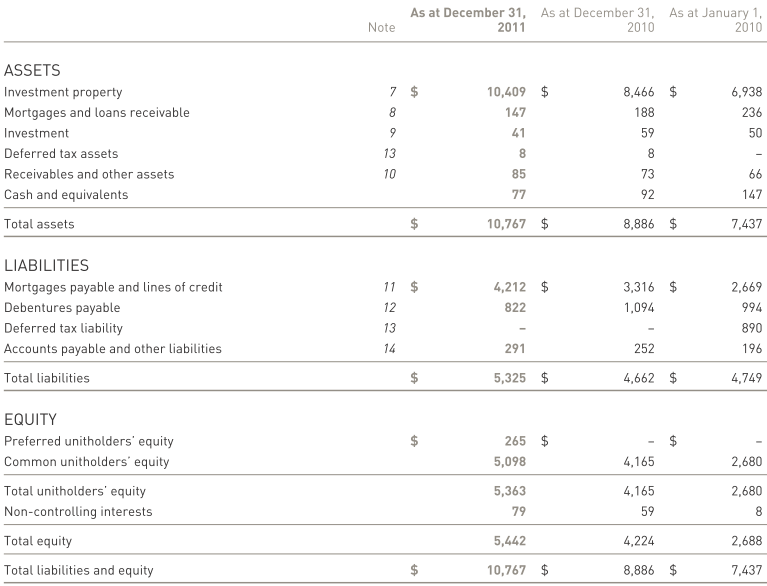 As at December 31, As at December 31, As at January 1,
Note 2011 2010 2010
ASSETS
Investment property 7 $ 10,409 $ 8,466 $ 6,938
Mortgages and loans receivable 8 147 188 236
Investment 9 41 59 50
Deferred tax assets 13 8 8 –
Receivables and other assets 10 85 73 66
Cash and equivalents 77 92 147
Total assets $ 10,767 $ 8,886 $ 7,437
LIABILITIES
Mortgages payable and lines of credit 11 $ 4,212 $ 3,316 $ 2,669
Debentures payable 12 822 1,094 994
Deferred tax liability 13 – – 890
Accounts payable and other liabilities 14 291 252 196
Total liabilities $ 5,325 $ 4,662 $ 4,749
EQUITY
Preferred unitholders’ equity $ 265 $ – $ –
Common unitholders’ equity 5,098 4,165 2,680
Total unitholders’ equity 5,363 4,165 2,680
Non-controlling interests 79 59 8
Total equity 5,442 4,224 2,688
Total liabilities and equity $ 10,767 $ 8,886 $ 7,437